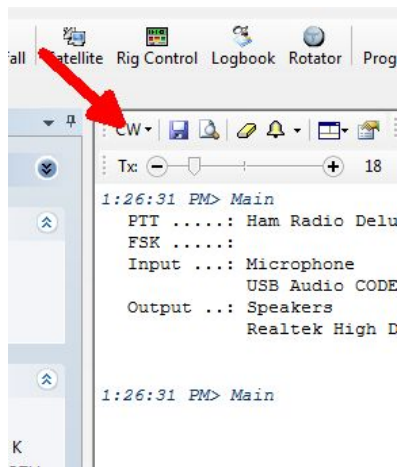 all Satellite Rig Control Logbook Rotator Prog
CW
Tx: 18
1:26:31 PM> Main
PTT .....: Ham Radio Delu
FSK .....:
Input ...: Microphone
USB Audio CODE
Output ..: Speakers
Realtek High D
1:26:31 PM> Main
K